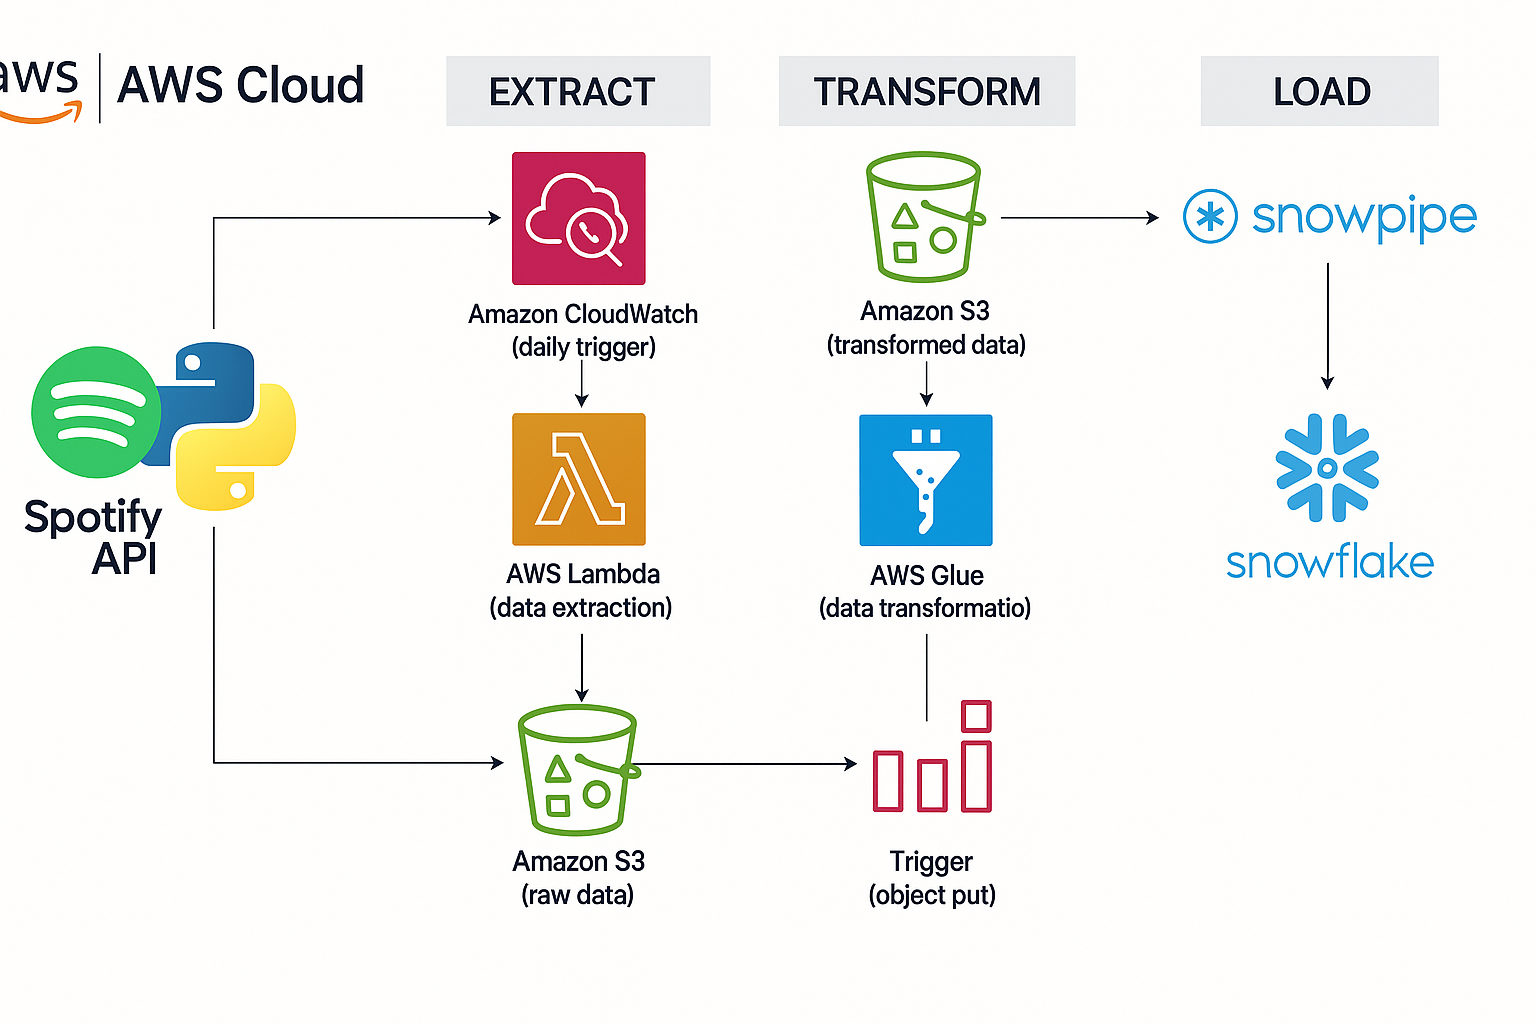 aws
AWS Cloud
EXTRACT
TRANSFORM
LOAD
Amazon CloudWatch
(daily trigger)
Amazon S3
(transformed data)
snowpipe
Spotify
API
AWS Lambda
(data extraction)
AWS Glue
(data transformatio)
snowflake
Amazon S3
(raw data)
Trigger
(object put)